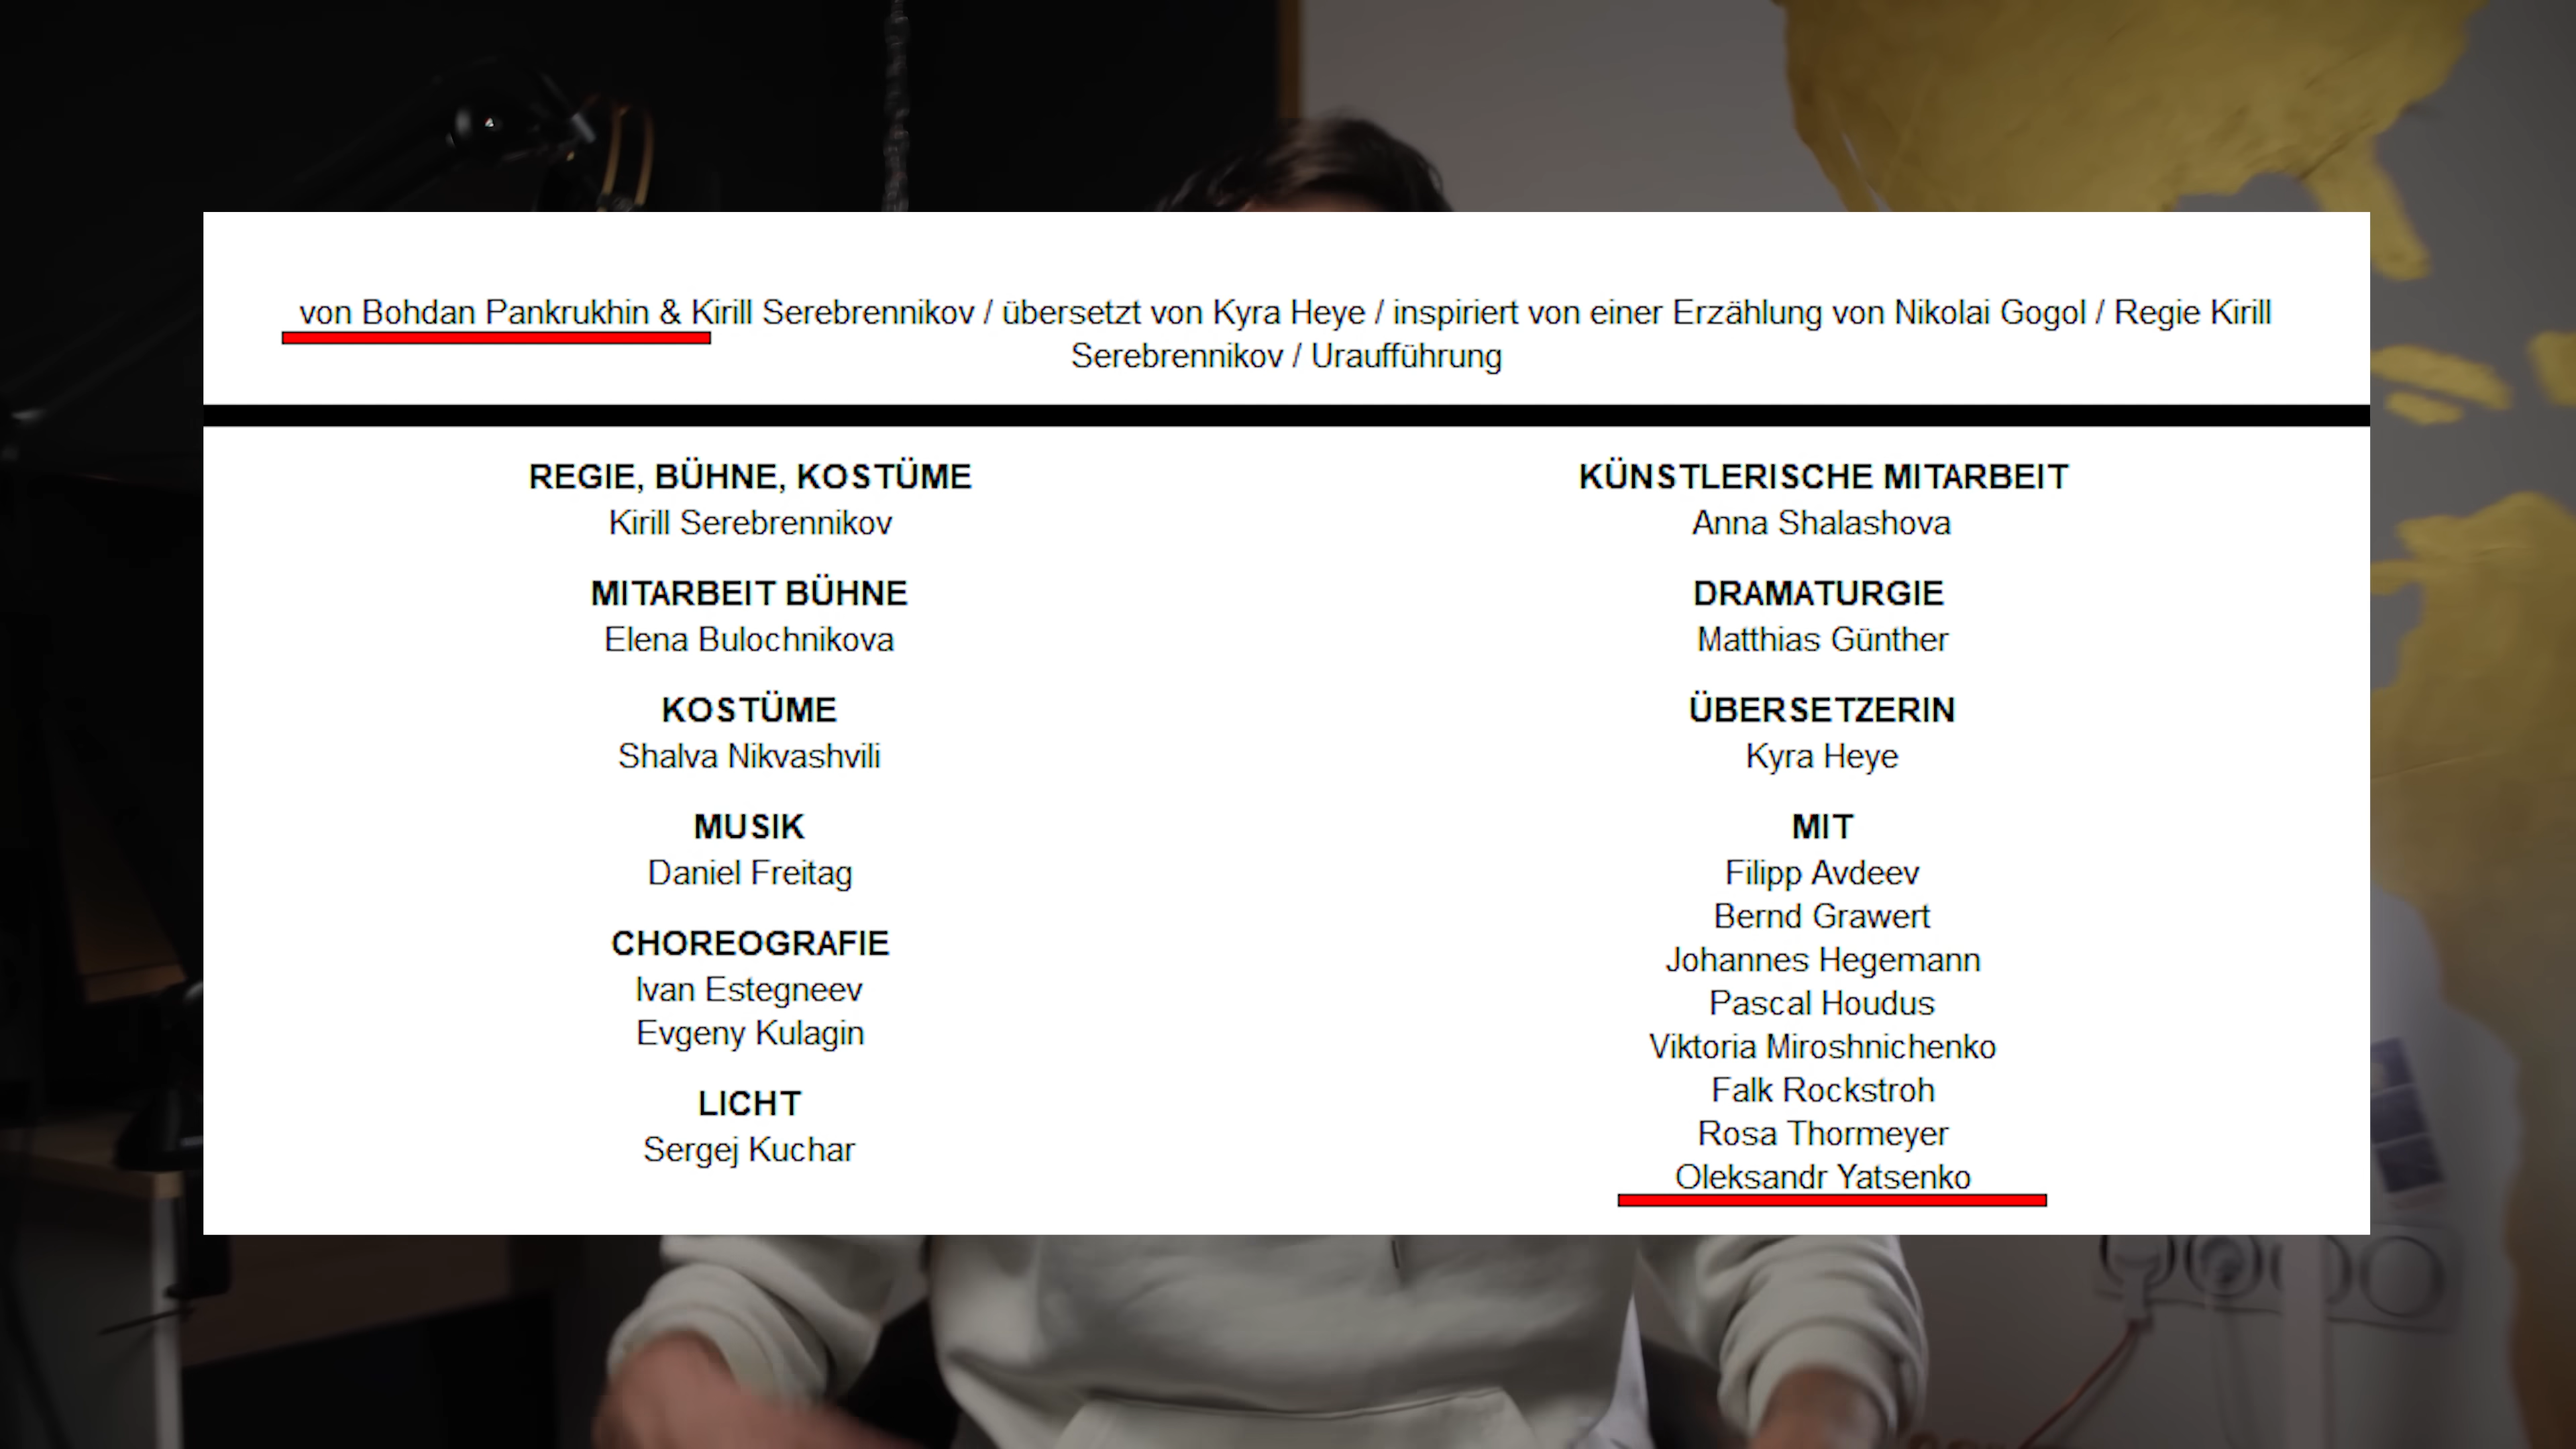 von Bohdan Pankrukhin & Kirill Serebrennikov / übersetzt von Kyra Heye / inspiriert von einer Erzählung von Nikolai Gogol / Regie Kirill
Serebrennikov / Uraufführung
REGIE, BÜHNE, KOSTÜME
Kirill Serebrennikov
MITARBEIT BÜHNE
Elena Bulochnikova
KOSTÜME
Shalva Nikvashvili
MUSIK
Daniel Freitag
CHOREOGRAFIE
Ivan Estegneev
Evgeny Kulagin
LICHT
Sergej Kuchar
KÜNSTLERISCHE MITARBEIT
Anna Shalashova
DRAMATURGIE
Matthias Günther
ÜBERSETZERIN
Kyra Heye
MIT
Filipp Avdeev
Bernd Grawert
Johannes Hegemann
Pascal Houdus
Viktoria Miroshnichenko
Falk Rockstroh
Rosa Thormeyer
Oleksandr Yatsenko